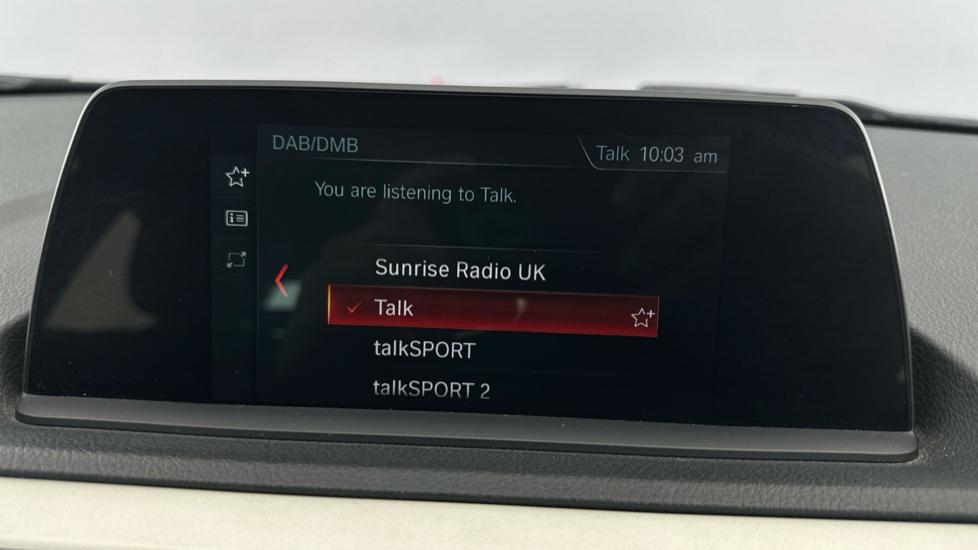 DAB/DMB
Talk 10:03 am
You are listening to Talk.
Sunrise Radio UK
Talk
talkSPORT
talkSPORT 2